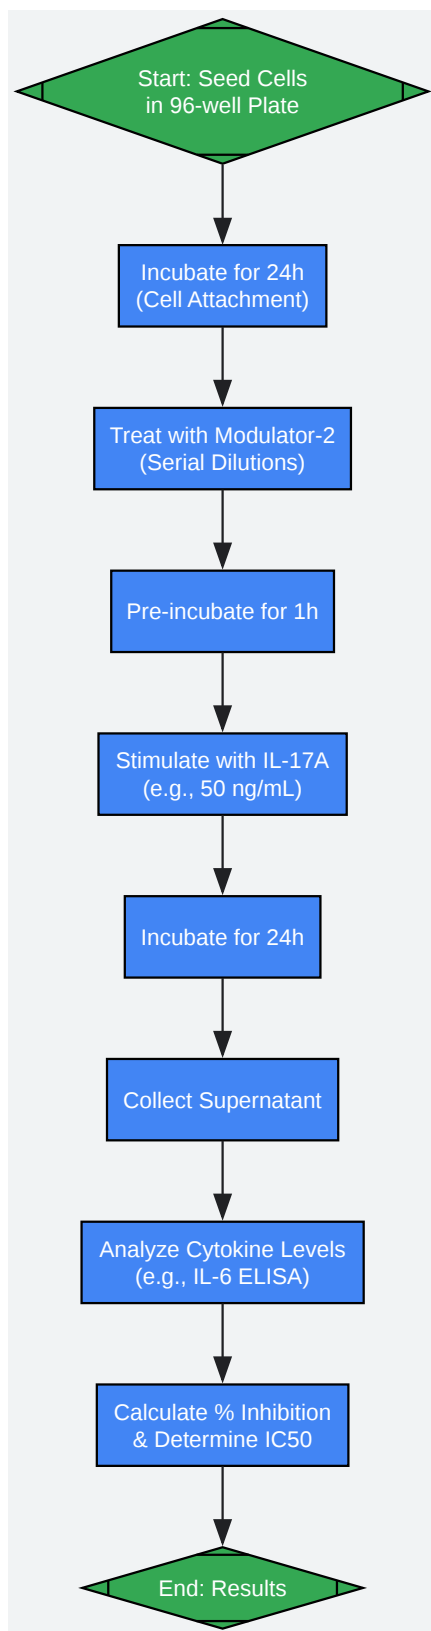 Start: Seed Cells
in 96-well Plate
Incubate for 24h
(Cell Attachment)
Treat with Modulator-2
(Serial Dilutions)
Pre-incubate for 1h
Stimulate with IL-17A
(e.g., 50 ng/mL)
Incubate for 24h
Collect Supernatant
Analyze Cytokine Levels
(e.g., IL-6 ELISA)
Calculate % Inhibition
& Determine IC50
End: Results